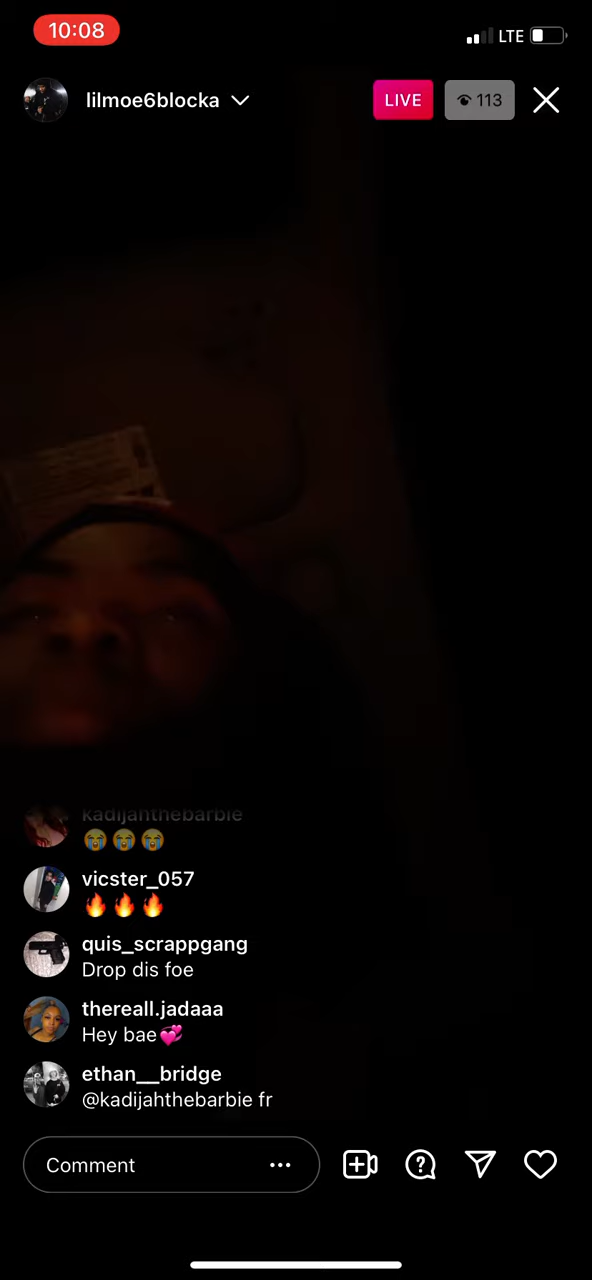 10:08
LTE
lilmoe6blocka
LIVE
113
kadijahthebarbie
😭😭😭
vicster_057
🔥🔥🔥
quis_scrappgang
Drop dis foe
thereall.jadaaa
Hey bae💞
ethan__bridge
@kadijahthebarbie fr
Comment